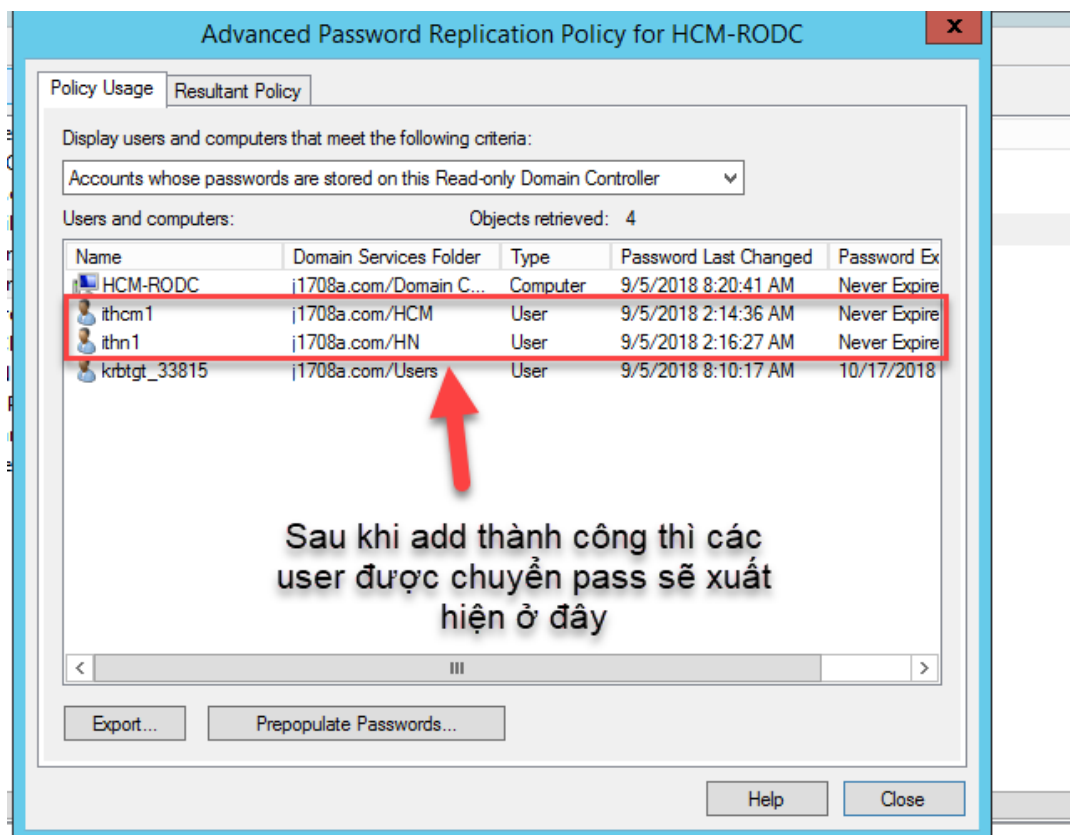 Advanced Password Replication Policy for HCM-RODC
x
Policy Usage Resultant Policy
Display users and computers that meet the following criteria:
Accounts whose passwords are stored on this Read-only Domain Controller
Users and computers: Objects retrieved: 4
Name Domain Services Folder Type Password Last Changed Password Ex
HCM-RODC j1708a.com/Domain C... Computer 9/5/2018 8:20:41 AM Never Expire
ithcm1 j1708a.com/HCM User 9/5/2018 2:14:36 AM Never Expire
ithn1 j1708a.com/HN User 9/5/2018 2:16:27 AM Never Expire
krbtgt_33815 j1708a.com/Users User 9/5/2018 8:10:17 AM 10/17/2018
Sau khi add thành công thì các
user được chuyển pass sẽ xuất
hiện ở đây
Export... Prepopulate Passwords...
Help Close